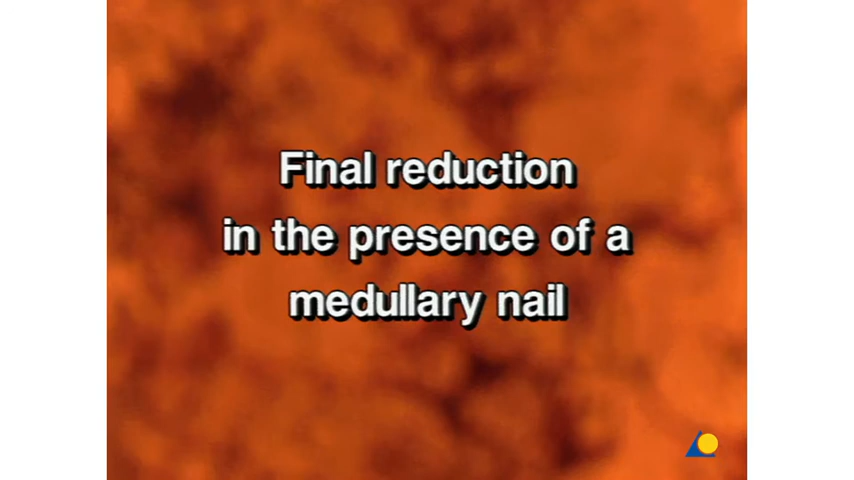 Final reduction
in the presence of a
medullary nail